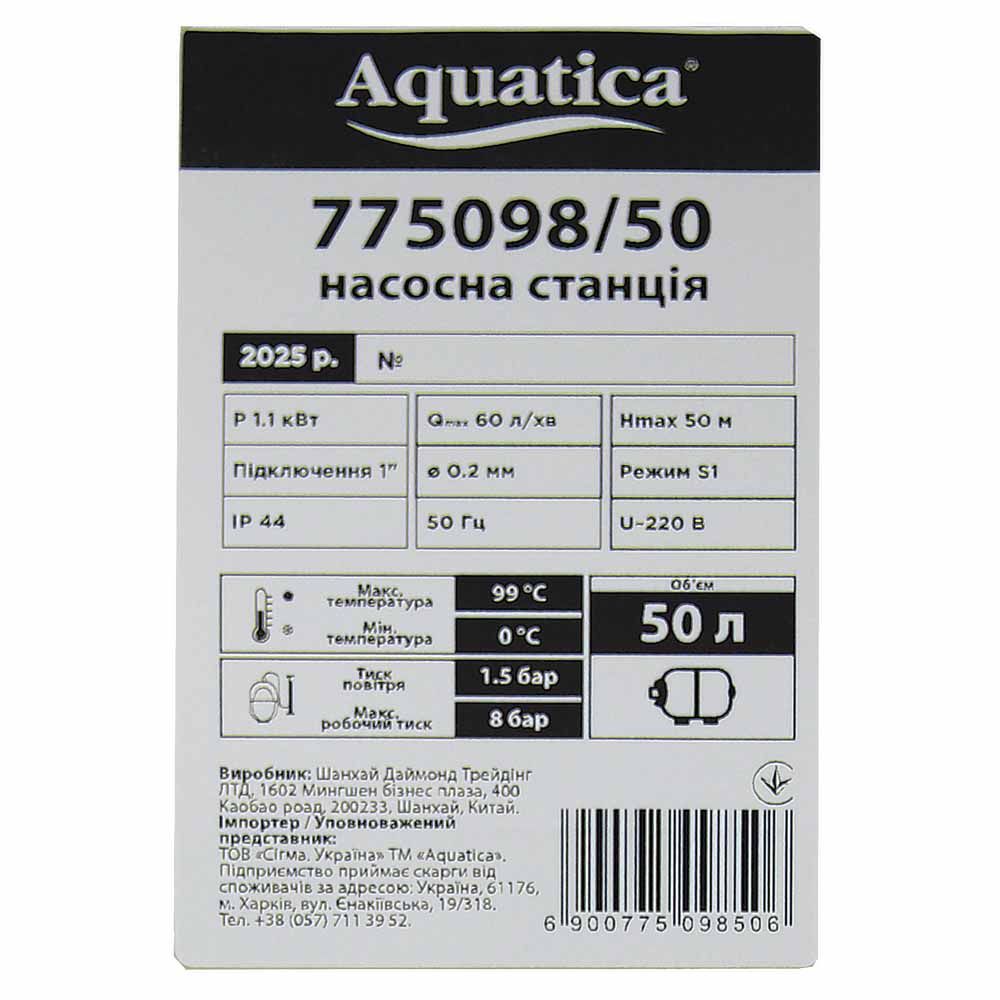 Aquatica®
775098/50
насосна станція
2025 р. №
P 1.1 кВт Qmax 60 л/хв Hmax 50 м
Підключення 1” ø 0.2 мм Режим S1
IP 44 50 Гц U~220 В
Макс. температура 99 °C
Мін. температура 0 °C
Тиск повітря 1.5 бар
Макс. робочий тиск 8 бар
Об'єм
50 л
Виробник: Шанхай Даймонд Трейдінг
ЛТД, 1602 Мингшен бізнес плаза, 400
Каобао роад, 200233, Шанхай, Китай.
Імпортер / Уповноважений
представник:
ТОВ «Сігма, Україна» ТМ «Aquatica».
Підприємство приймає скарги від
споживачів за адресою: Україна, 61176,
м. Харків, вул. Єнакіївська, 19/318.
Тел. +38 (057) 711 39 52.
6 900775 098506